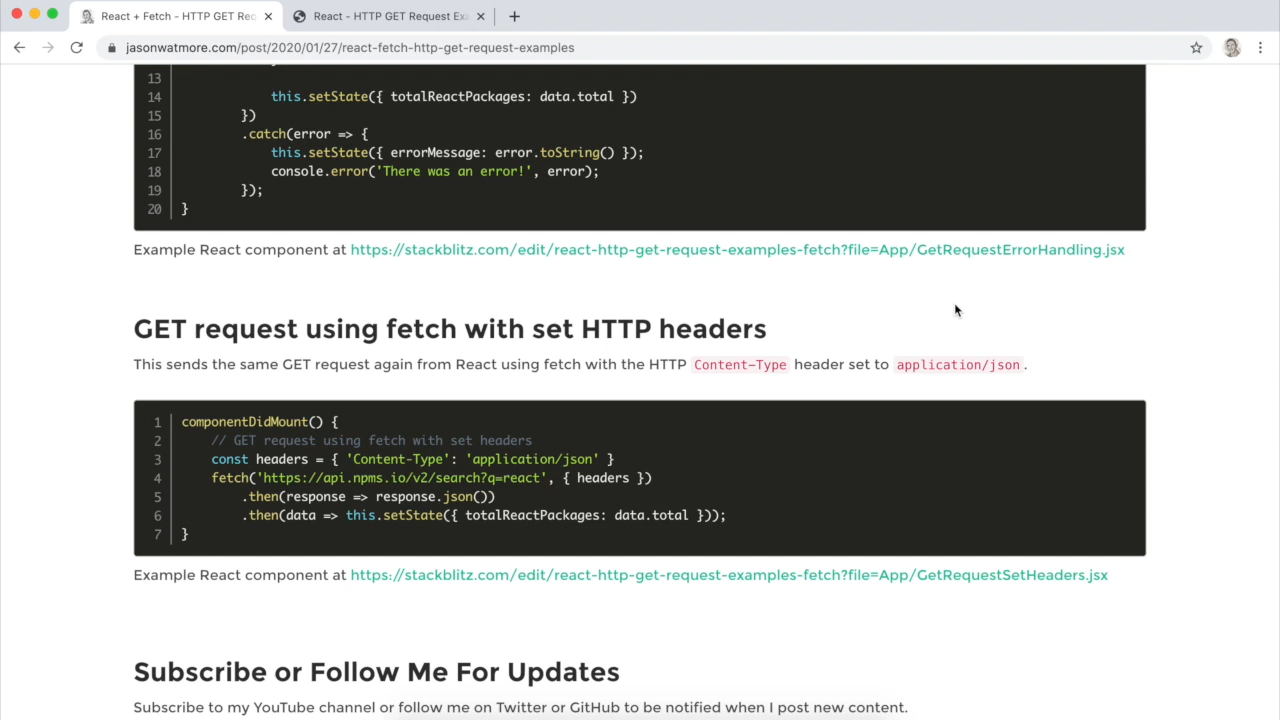 React + Fetch - HTTP GET Req
React - HTTP GET Request Exa
jasonwatmore.com/post/2020/01/27/react-fetch-http-get-request-examples
13
14 this.setState({ totalReactPackages: data.total })
15 })
16 .catch(error => {
17 this.setState({ errorMessage: error.toString() });
18 console.error('There was an error!', error);
19 });
20 }
Example React component at https://stackblitz.com/edit/react-http-get-request-examples-fetch?file=App/GetRequestErrorHandling.jsx
GET request using fetch with set HTTP headers
This sends the same GET request again from React using fetch with the HTTP Content-Type header set to application/json.
1 componentDidMount() {
2 // GET request using fetch with set headers
3 const headers = { 'Content-Type': 'application/json' }
4 fetch('https://api.npms.io/v2/search?q=react', { headers })
5 .then(response => response.json())
6 .then(data => this.setState({ totalReactPackages: data.total }));
7 }
Example React component at https://stackblitz.com/edit/react-http-get-request-examples-fetch?file=App/GetRequestSetHeaders.jsx
Subscribe or Follow Me For Updates
Subscribe to my YouTube channel or follow me on Twitter or GitHub to be notified when I post new content.